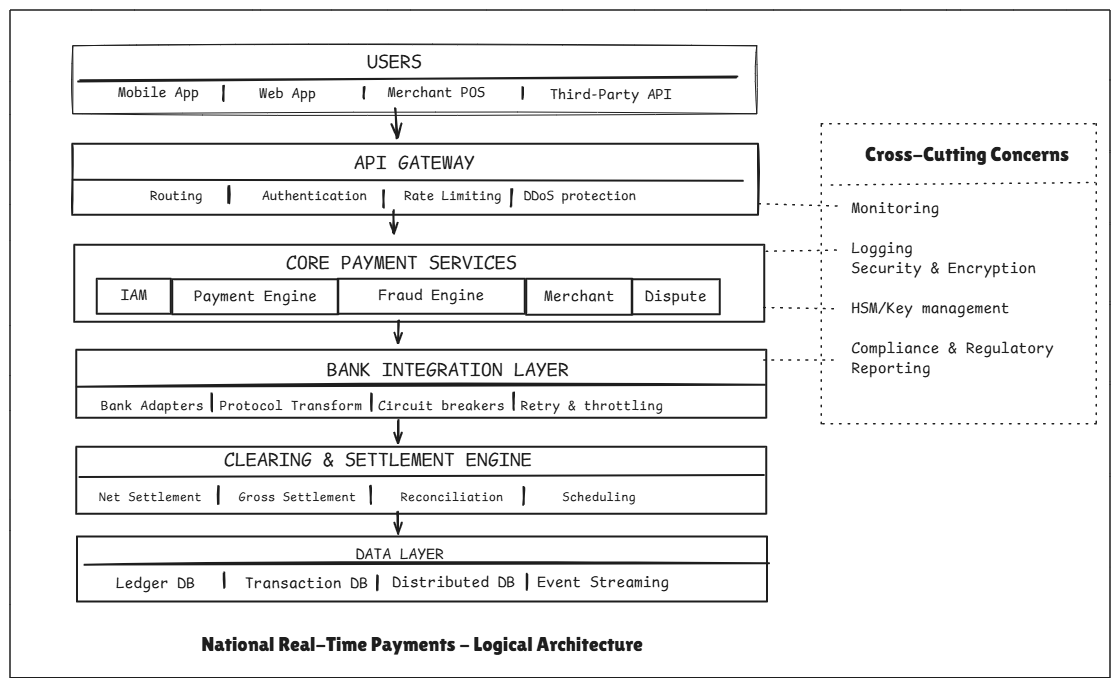 USERS
Mobile App | Web App | Merchant POS | Third-Party API
API GATEWAY
Routing | Authentication | Rate Limiting | DDoS protection
CORE PAYMENT SERVICES
IAM Payment Engine Fraud Engine Merchant Dispute
BANK INTEGRATION LAYER
Bank Adapters | Protocol Transform | Circuit breakers | Retry & throttling
CLEARING & SETTLEMENT ENGINE
Net Settlement | Gross Settlement | Reconciliation | Scheduling
DATA LAYER
Ledger DB | Transaction DB | Distributed DB | Event Streaming
Cross-Cutting Concerns
Monitoring
Logging
Security & Encryption
HSM/Key management
Compliance & Regulatory
Reporting
National Real-Time Payments - Logical Architecture